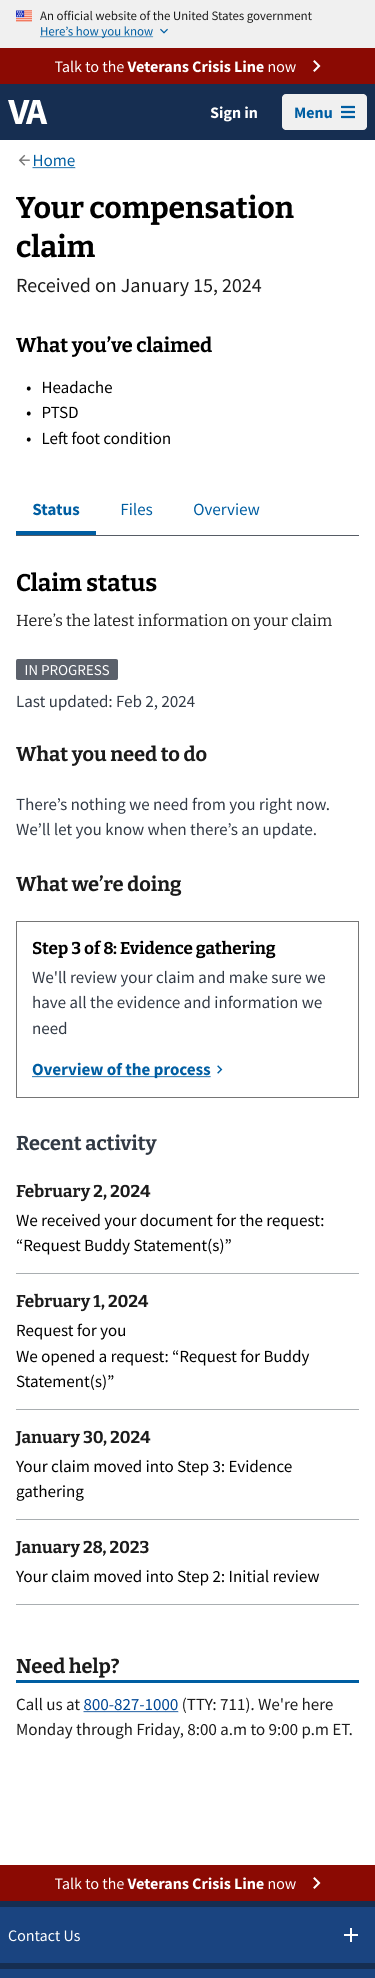 An official website of the United States government
Here's how you know
Talk to the Veterans Crisis Line now
VA
Sign in
Menu
Home
Your compensation
claim
Received on January 15, 2024
What you've claimed
• Headache
• PTSD
• Left foot condition
Status
Files
Overview
Claim status
Here's the latest information on your claim
IN PROGRESS
Last updated: Feb 2, 2024
What you need to do
There's nothing we need from you right now.
We'll let you know when there's an update.
What we're doing
Step 3 of 8: Evidence gathering
We'll review your claim and make sure we
have all the evidence and information we
need
Overview of the process
Recent activity
February 2, 2024
We received your document for the request:
“Request Buddy Statement(s)”
February 1, 2024
Request for you
We opened a request: “Request for Buddy
Statement(s)”
January 30, 2024
Your claim moved into Step 3: Evidence
gathering
January 28, 2023
Your claim moved into Step 2: Initial review
Need help?
Call us at 800-827-1000 (TTY: 711). We're here
Monday through Friday, 8:00 a.m to 9:00 p.m ET.
Talk to the Veterans Crisis Line now
Contact Us